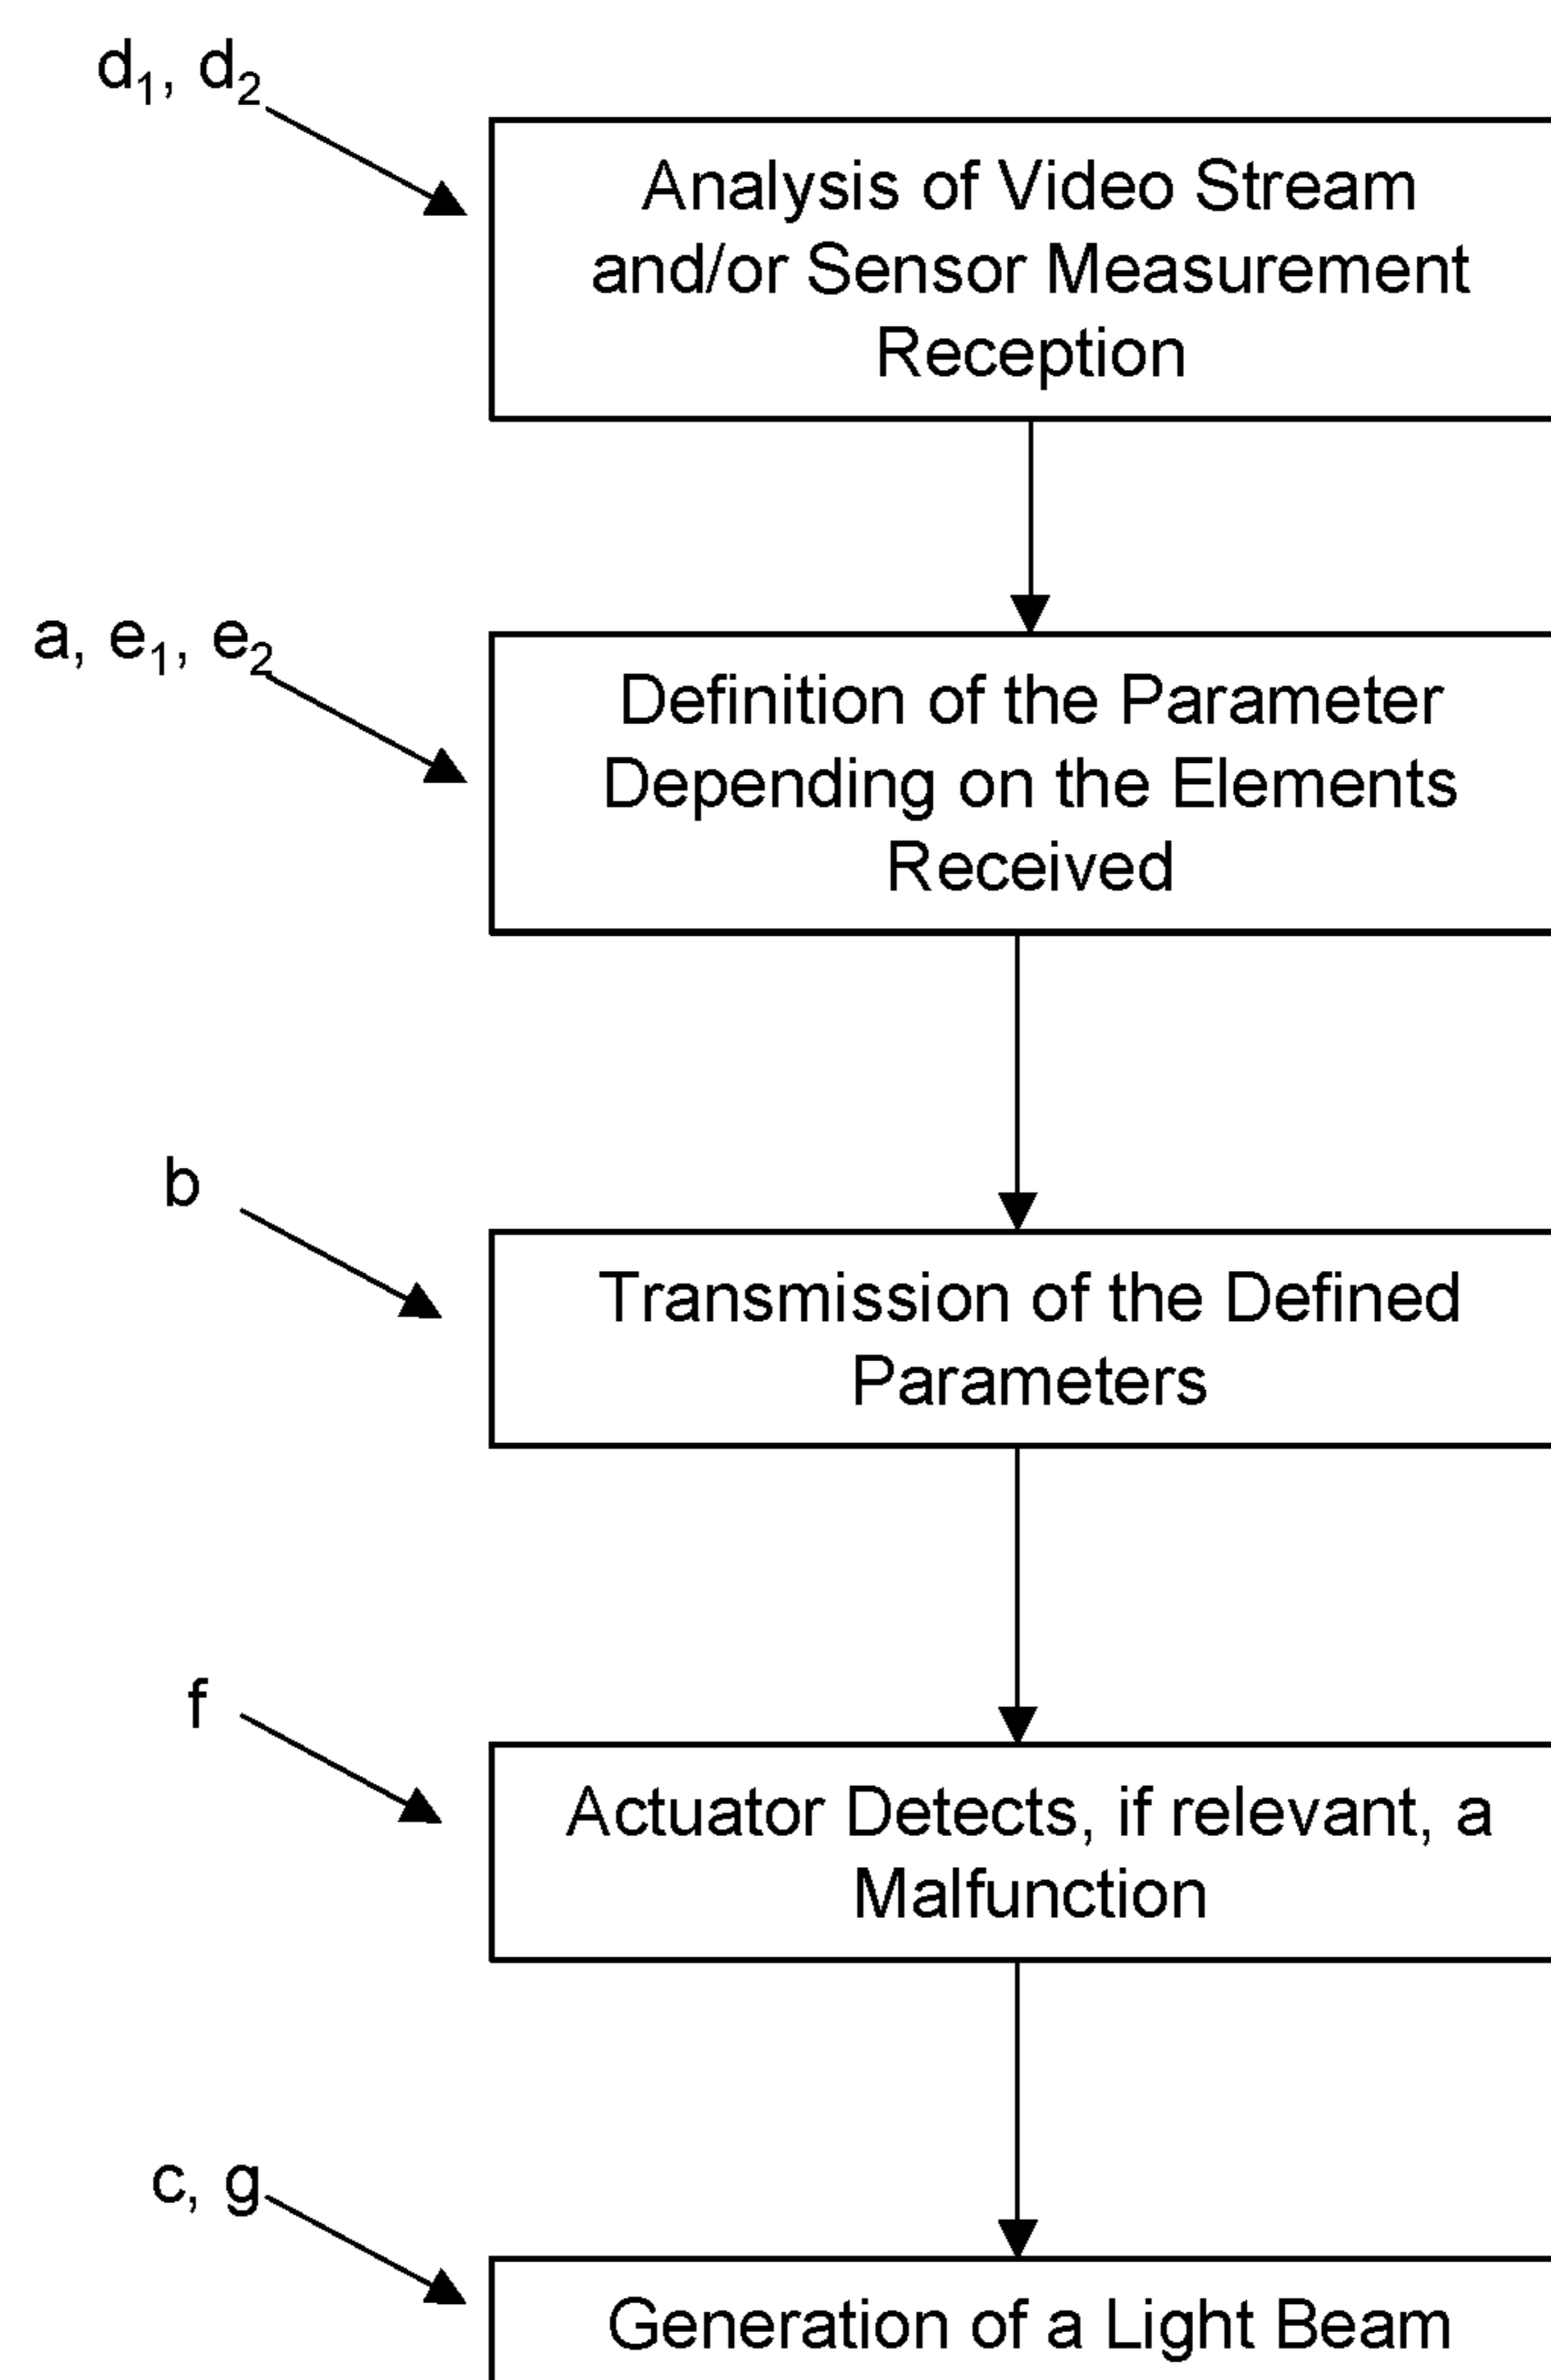 d1, d2
Analysis of Video Stream
and/or Sensor Measurement
Reception
a, e1, e2
Definition of the Parameter
Depending on the Elements
Received
b
Transmission of the Defined
Parameters
f
Actuator Detects, if relevant, a
Malfunction
c, g
Generation of a Light Beam